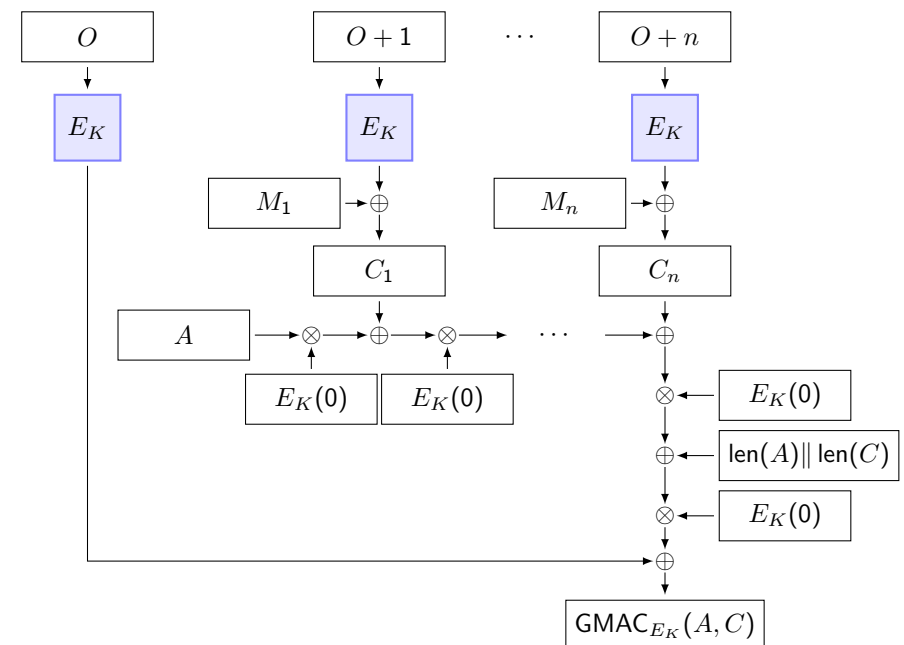 O O + 1 ⋯ O + n
E_K E_K E_K
M_1 ⊕ M_n ⊕
C_1 C_n
A ⊗ ⊕ ⊗ ⋯ ⊕
E_K(0) E_K(0) ⊗ E_K(0)
⊕ len(A)‖ len(C)
⊗ E_K(0)
⊕
GMAC_{E_K}(A, C)